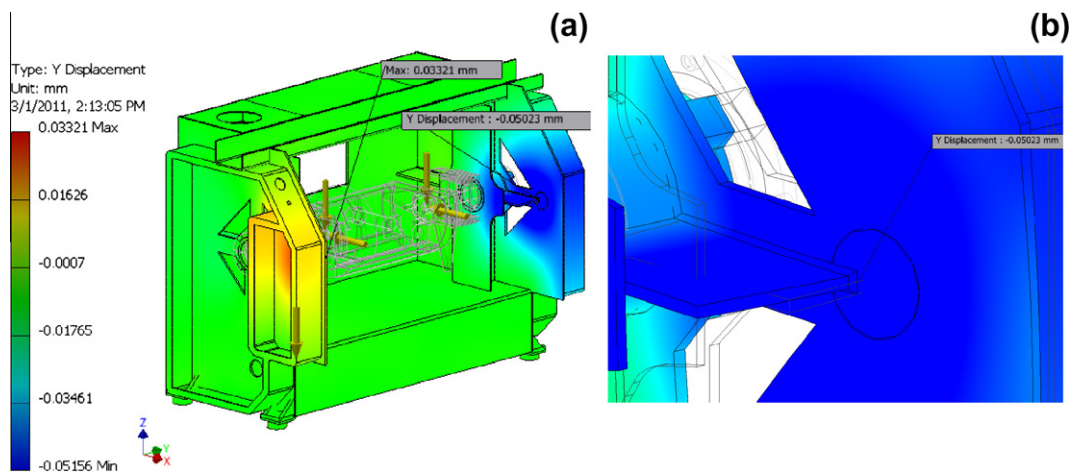 (a)
(b)
Type: Y Displacement
Unit: mm
3/1/2011, 2:13:05 PM
0.03321 Max
0.01626
-0.0007
-0.01765
-0.03461
-0.05156 Min
Max: 0.03321 mm
Y Displacement : -0.05023 mm
Z
Y
X
Y Displacement : -0.05023 mm